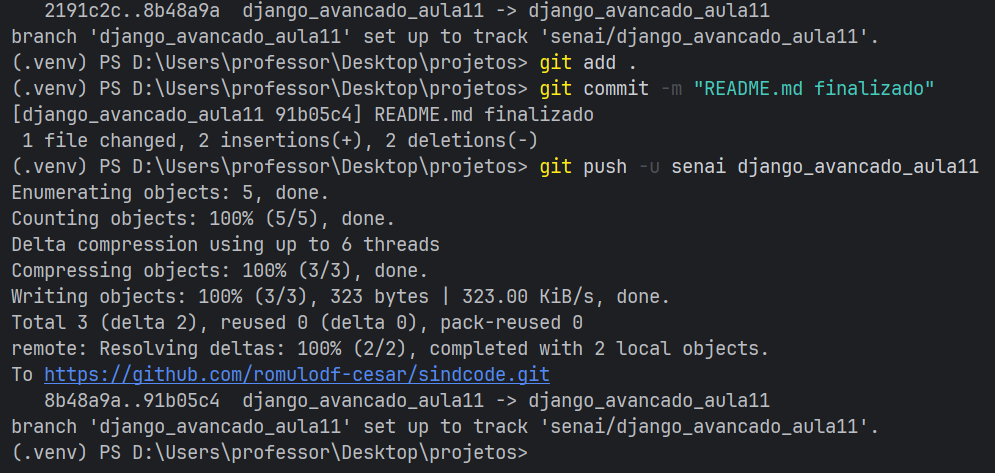 2191c2c..8b48a9a  django_avancado_aula11 -> django_avancado_aula11
branch 'django_avancado_aula11' set up to track 'senai/django_avancado_aula11'.
(.venv) PS D:\Users\professor\Desktop\projetos> git add .
(.venv) PS D:\Users\professor\Desktop\projetos> git commit -m "README.md finalizado"
[django_avancado_aula11 91b05c4] README.md finalizado
 1 file changed, 2 insertions(+), 2 deletions(-)
(.venv) PS D:\Users\professor\Desktop\projetos> git push -u senai django_avancado_aula11
Enumerating objects: 5, done.
Counting objects: 100% (5/5), done.
Delta compression using up to 6 threads
Compressing objects: 100% (3/3), done.
Writing objects: 100% (3/3), 323 bytes | 323.00 KiB/s, done.
Total 3 (delta 2), reused 0 (delta 0), pack-reused 0
remote: Resolving deltas: 100% (2/2), completed with 2 local objects.
To https://github.com/romulodf-cesar/sindcode.git
   8b48a9a..91b05c4  django_avancado_aula11 -> django_avancado_aula11
branch 'django_avancado_aula11' set up to track 'senai/django_avancado_aula11'.
(.venv) PS D:\Users\professor\Desktop\projetos>